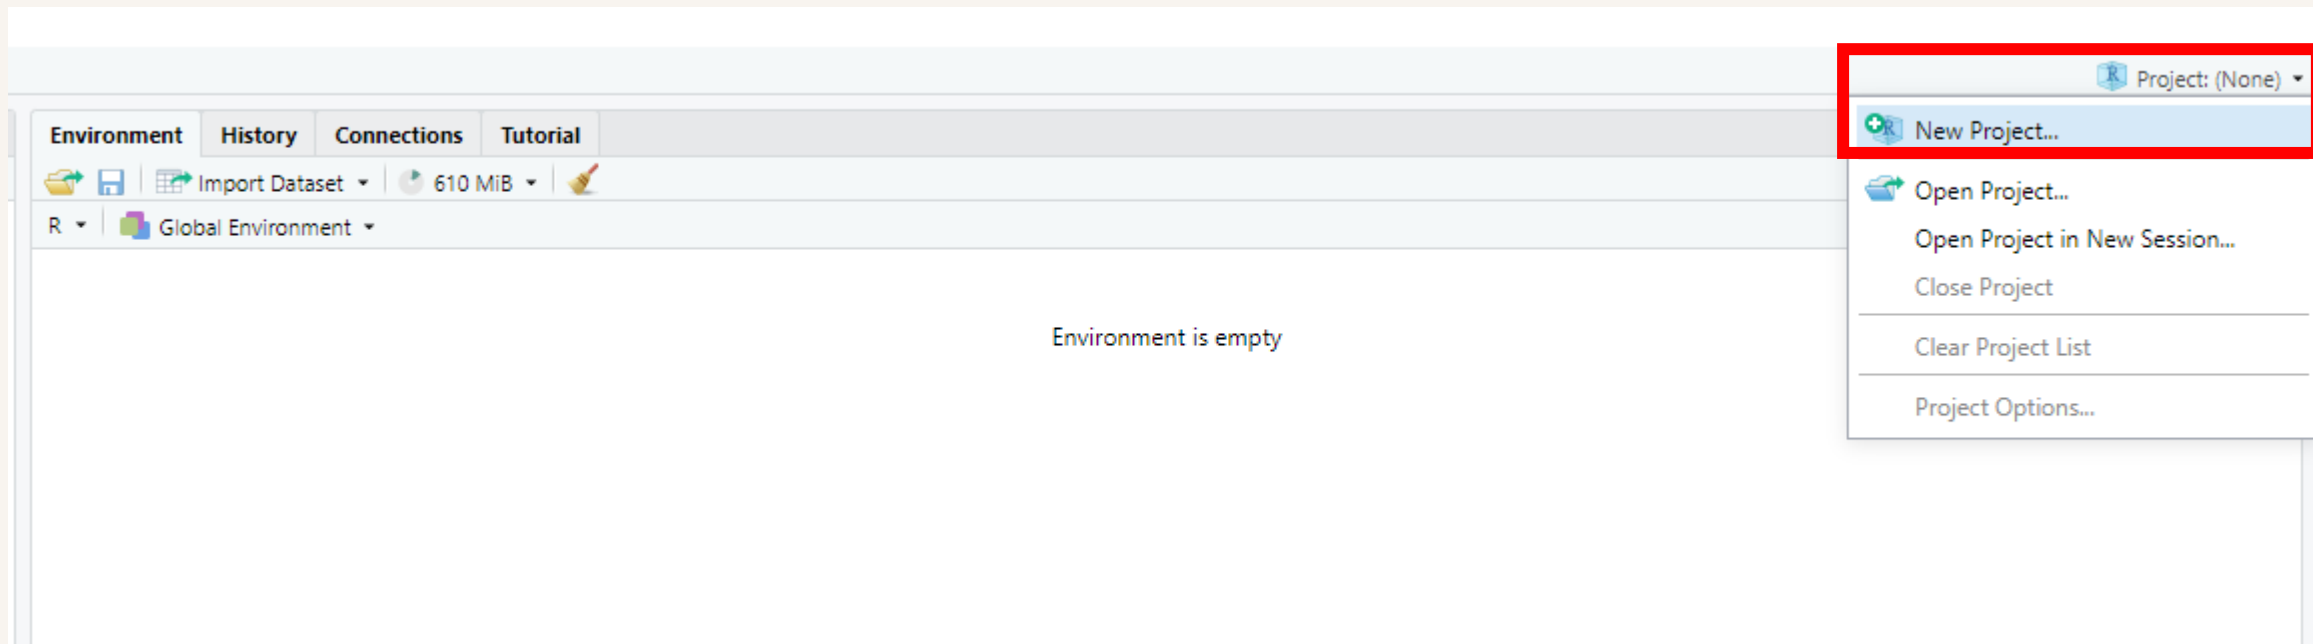 Project: (None)
Environment History Connections Tutorial
New Project...
Import Dataset 610 MiB
Open Project...
R Global Environment
Open Project in New Session...
Close Project
Environment is empty
Clear Project List
Project Options...